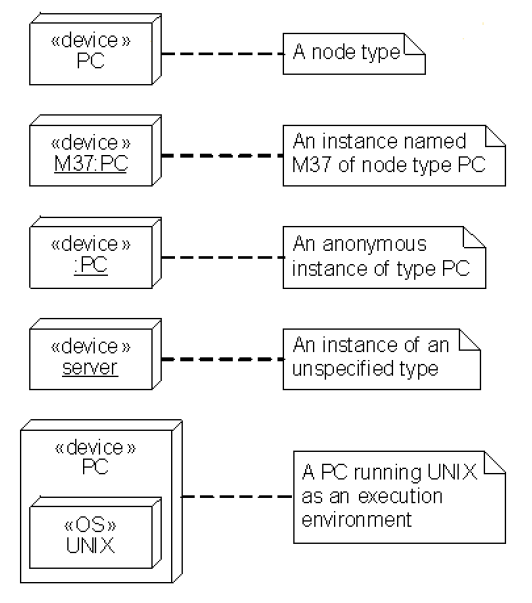 «device»
PC
A node type
«device»
M37:PC
An instance named
M37 of node type PC
«device»
:PC
An anonymous
instance of type PC
«device»
server
An instance of an
unspecified type
«device»
PC
«OS»
UNIX
A PC running UNIX
as an execution
environment